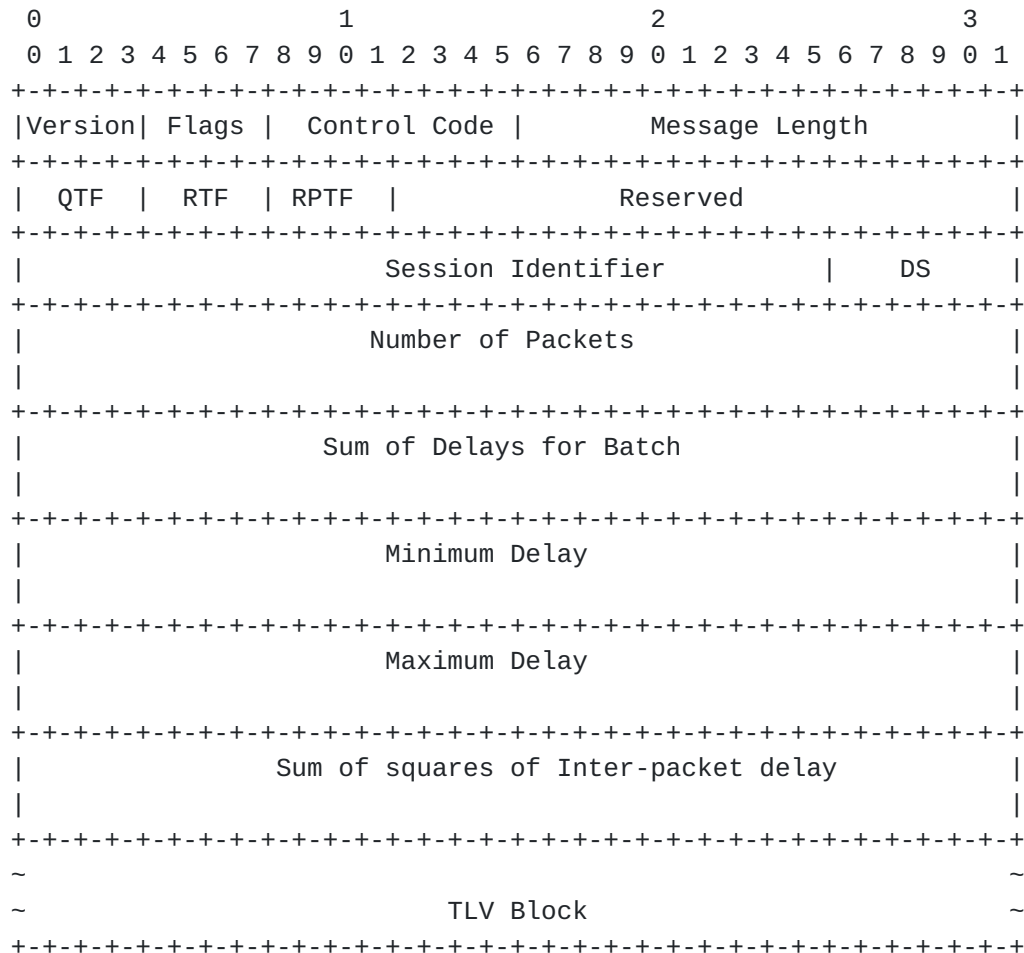 0                   1                   2                   3
 0 1 2 3 4 5 6 7 8 9 0 1 2 3 4 5 6 7 8 9 0 1 2 3 4 5 6 7 8 9 0 1
+-+-+-+-+-+-+-+-+-+-+-+-+-+-+-+-+-+-+-+-+-+-+-+-+-+-+-+-+-+-+-+-+
|Version| Flags |  Control Code |        Message Length         |
+-+-+-+-+-+-+-+-+-+-+-+-+-+-+-+-+-+-+-+-+-+-+-+-+-+-+-+-+-+-+-+-+
|  QTF  |  RTF  | RPTF  |              Reserved                 |
+-+-+-+-+-+-+-+-+-+-+-+-+-+-+-+-+-+-+-+-+-+-+-+-+-+-+-+-+-+-+-+-+
|                       Session Identifier          |    DS     |
+-+-+-+-+-+-+-+-+-+-+-+-+-+-+-+-+-+-+-+-+-+-+-+-+-+-+-+-+-+-+-+-+
|                      Number of Packets                        |
|                                                               |
+-+-+-+-+-+-+-+-+-+-+-+-+-+-+-+-+-+-+-+-+-+-+-+-+-+-+-+-+-+-+-+-+
|                   Sum of Delays for Batch                     |
|                                                               |
+-+-+-+-+-+-+-+-+-+-+-+-+-+-+-+-+-+-+-+-+-+-+-+-+-+-+-+-+-+-+-+-+
|                       Minimum Delay                           |
|                                                               |
+-+-+-+-+-+-+-+-+-+-+-+-+-+-+-+-+-+-+-+-+-+-+-+-+-+-+-+-+-+-+-+-+
|                       Maximum Delay                           |
|                                                               |
+-+-+-+-+-+-+-+-+-+-+-+-+-+-+-+-+-+-+-+-+-+-+-+-+-+-+-+-+-+-+-+-+
|                Sum of squares of Inter-packet delay           |
|                                                               |
+-+-+-+-+-+-+-+-+-+-+-+-+-+-+-+-+-+-+-+-+-+-+-+-+-+-+-+-+-+-+-+-+
~                                                               ~
~                           TLV Block                           ~
+-+-+-+-+-+-+-+-+-+-+-+-+-+-+-+-+-+-+-+-+-+-+-+-+-+-+-+-+-+-+-+-+